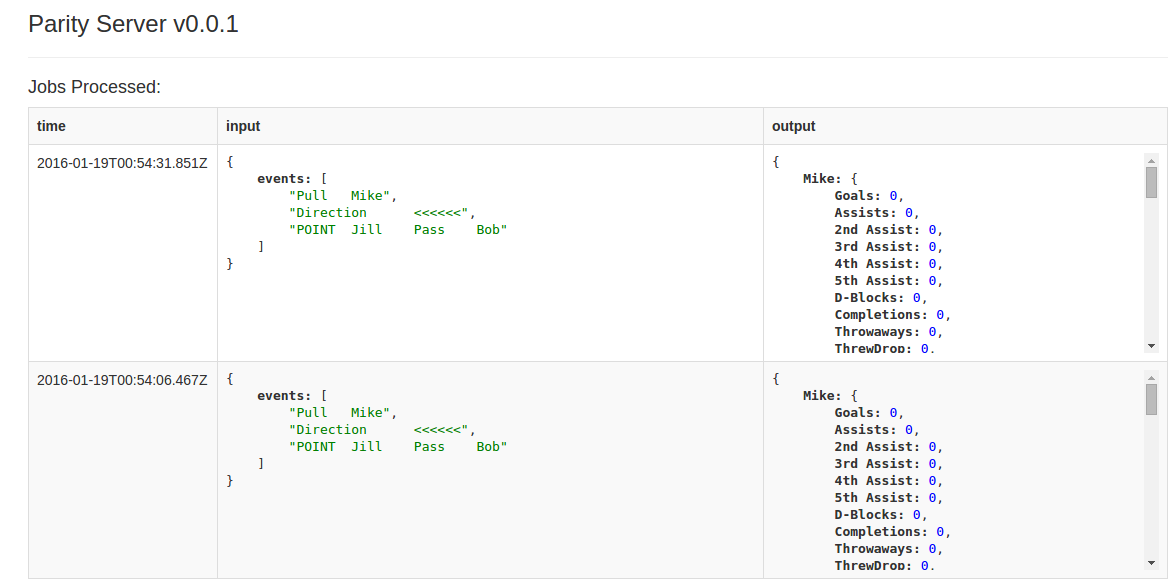 Parity Server v0.0.1
Jobs Processed:
time input output
2016-01-19T00:54:31.851Z
{
    events: [
        "Pull   Mike",
        "Direction      <<<<<<",
        "POINT  Jill    Pass    Bob"
    ]
}
{
    Mike: {
        Goals: 0,
        Assists: 0,
        2nd Assist: 0,
        3rd Assist: 0,
        4th Assist: 0,
        5th Assist: 0,
        D-Blocks: 0,
        Completions: 0,
        Throwaways: 0,
        ThrewDrop: 0,
2016-01-19T00:54:06.467Z
{
    events: [
        "Pull   Mike",
        "Direction      <<<<<<",
        "POINT  Jill    Pass    Bob"
    ]
}
{
    Mike: {
        Goals: 0,
        Assists: 0,
        2nd Assist: 0,
        3rd Assist: 0,
        4th Assist: 0,
        5th Assist: 0,
        D-Blocks: 0,
        Completions: 0,
        Throwaways: 0,
        ThrewDrop: 0,